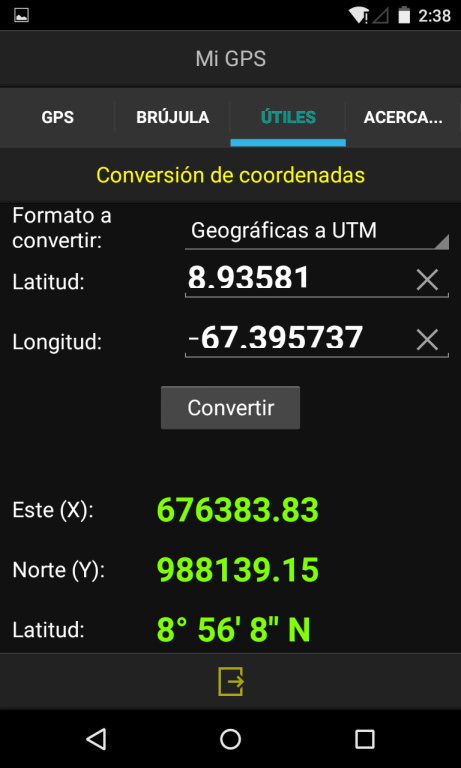 2:38
Mi GPS
GPS BRÚJULA ÚTILES ACERCA...
Conversión de coordenadas
Formato a
convertir:
Geográficas a UTM
Latitud: 8.93581
Longitud: -67.395737
Convertir
Este (X): 676383.83
Norte (Y): 988139.15
Latitud: 8° 56' 8" N